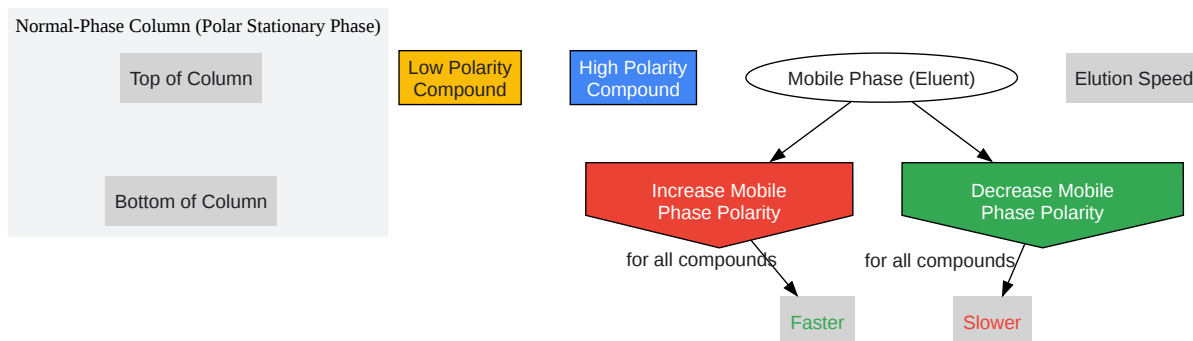 Normal-Phase Column (Polar Stationary Phase)
Top of Column
Bottom of Column
Low Polarity
Compound
High Polarity
Compound
Mobile Phase (Eluent)
Elution Speed
Increase Mobile
Phase Polarity
Decrease Mobile
Phase Polarity
for all compounds
for all compounds
Faster
Slower